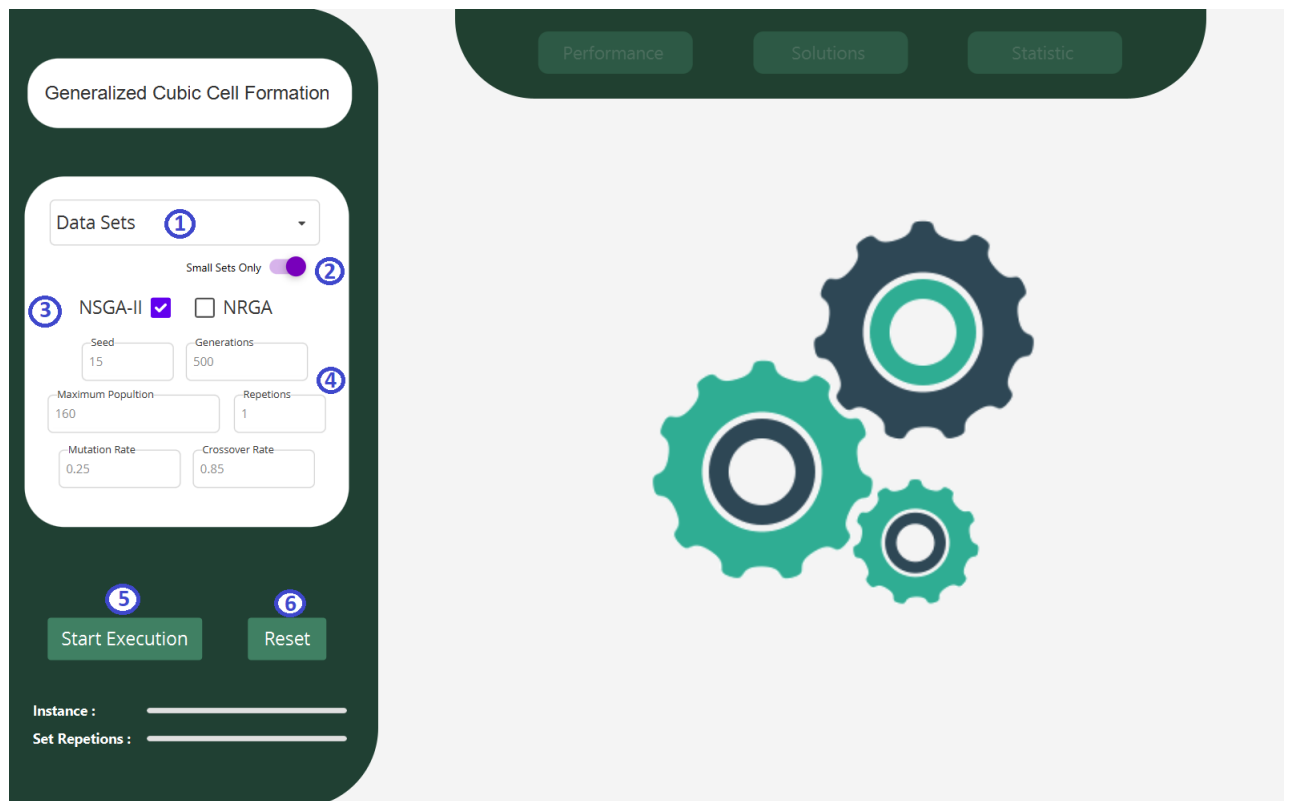 Performance
Solutions
Statistic
Generalized Cubic Cell Formation
Data Sets 1
Small Sets Only 2
3 NSGA-II NRGA
Seed Generations
15 500
4
Maximum Popultion Repetions
160 1
Mutation Rate Crossover Rate
0.25 0.85
5 6
Start Execution Reset
Instance :
Set Repetions :